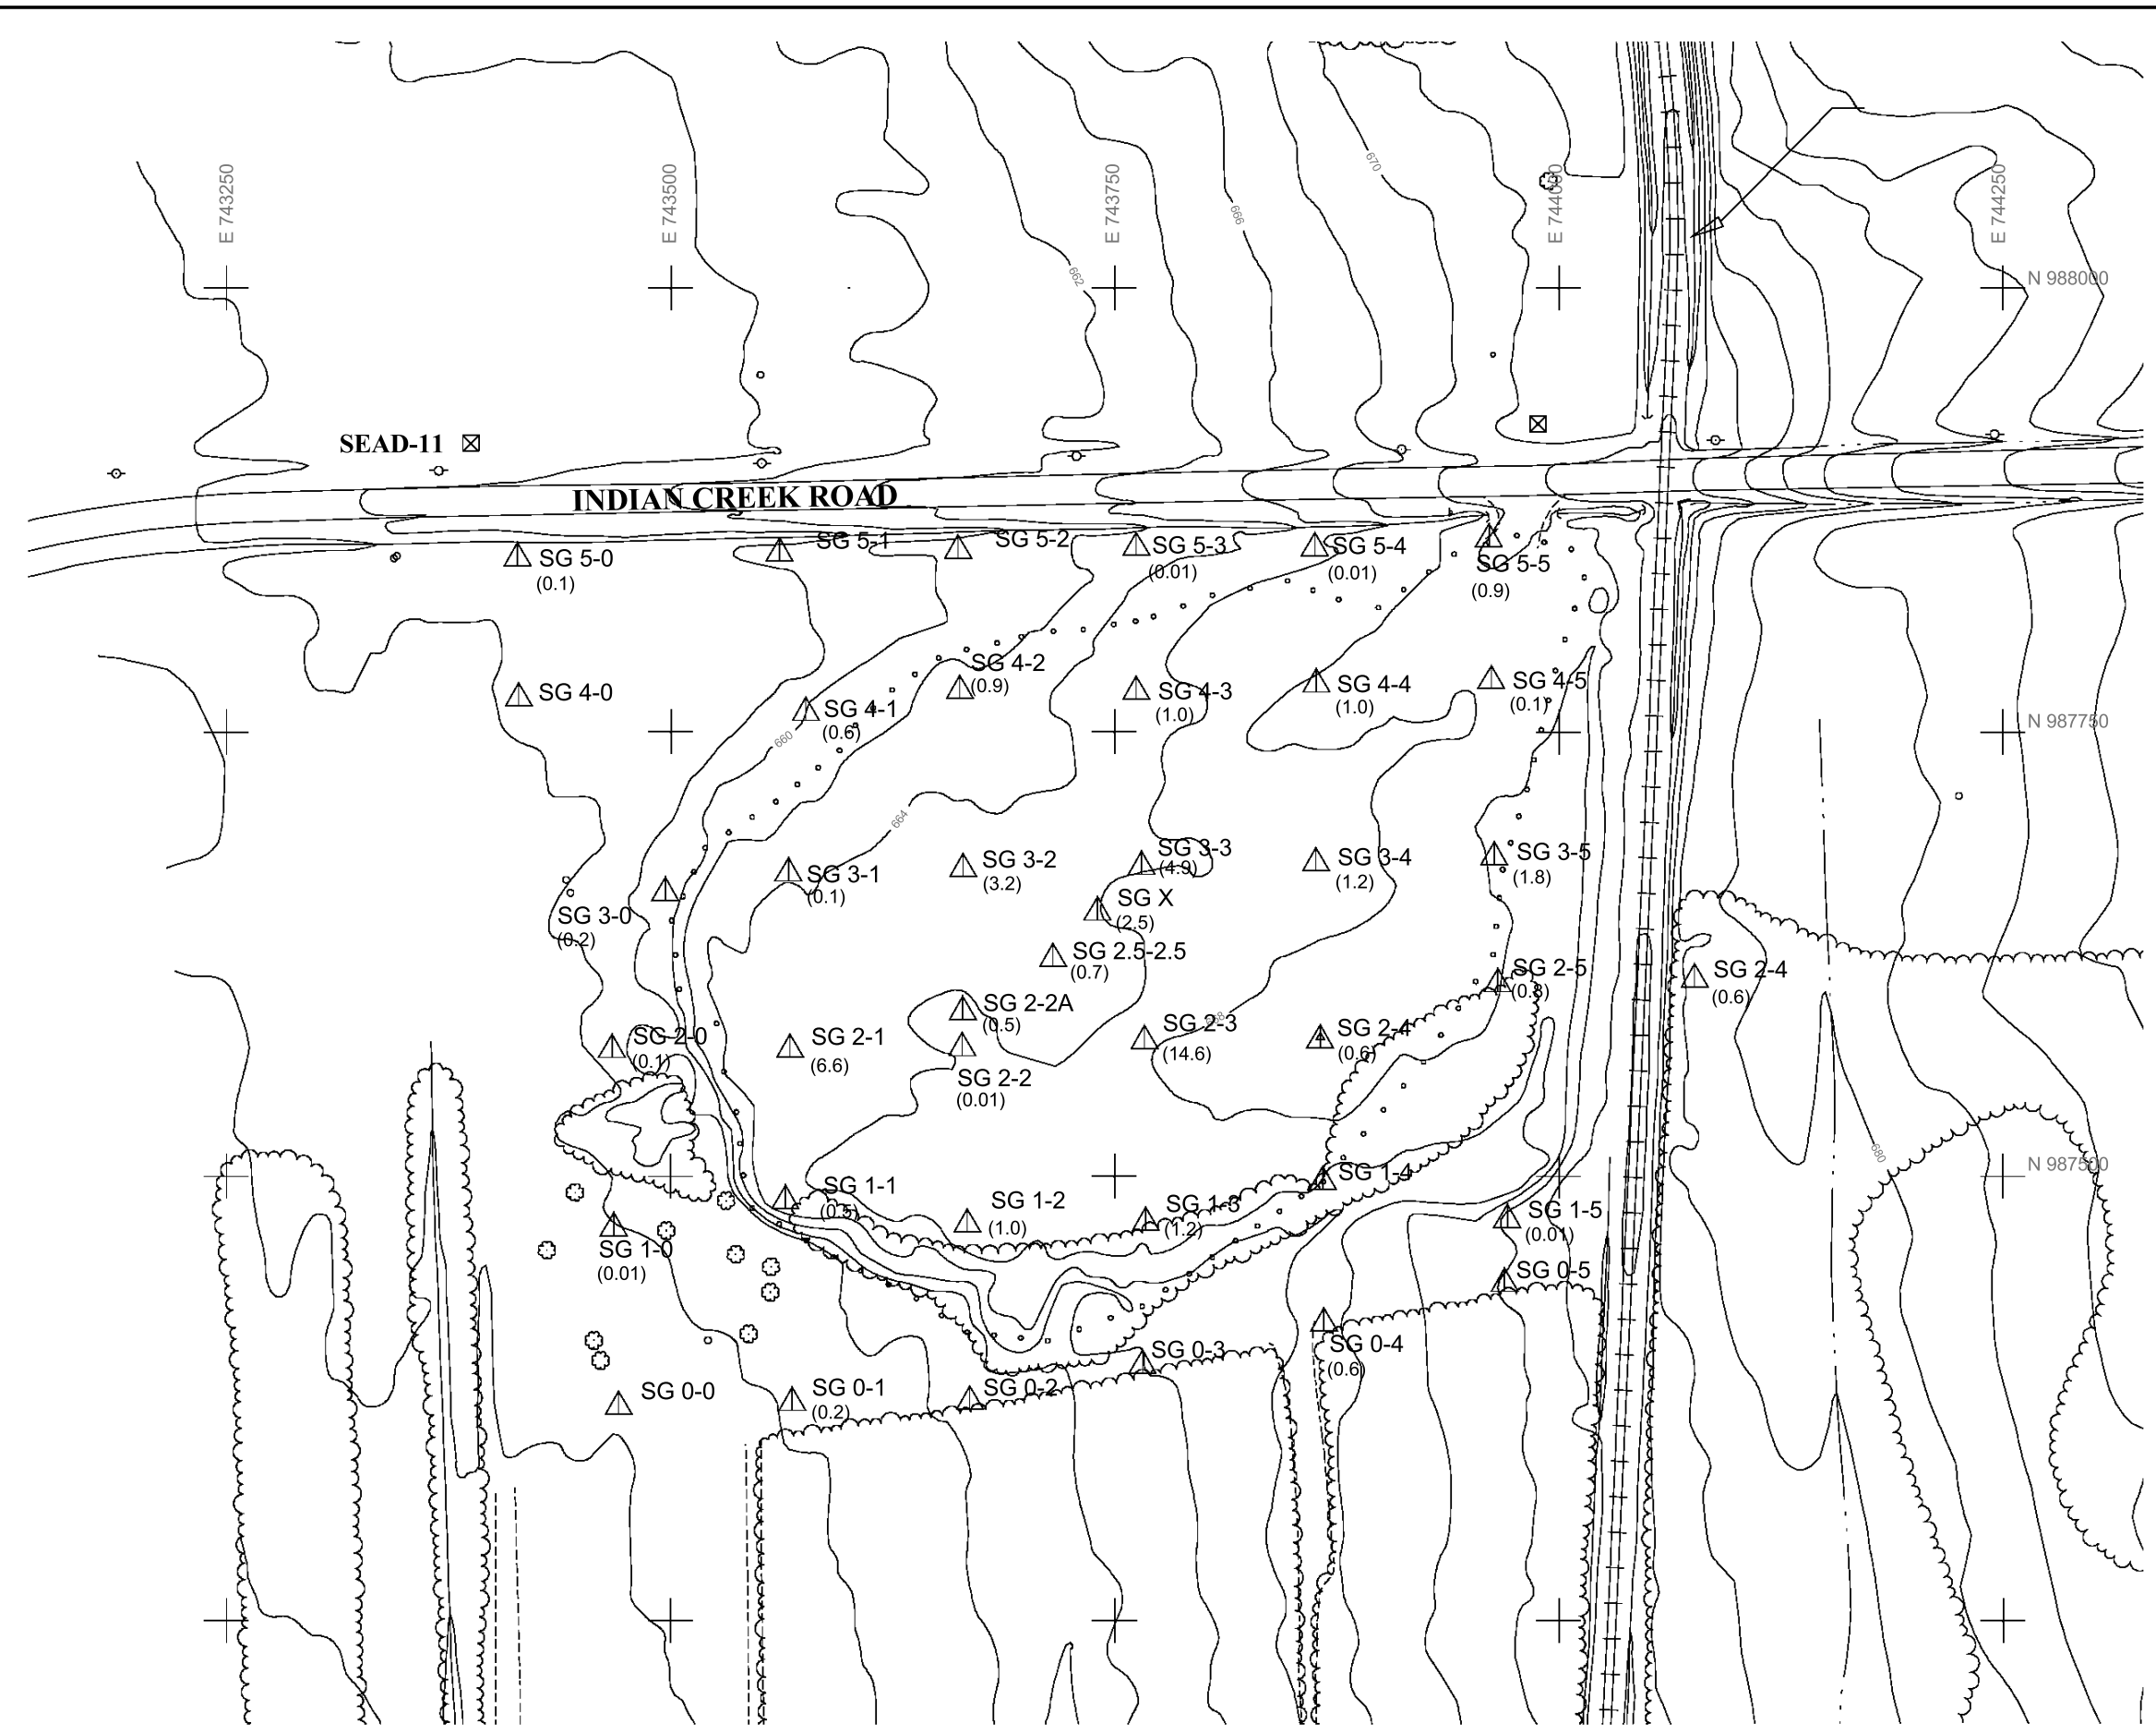 E 743250
E 743500
E 743750
E 744000
E 744250
670
666
662
N 988000
SEAD-11
INDIAN CREEK ROAD
SG 5-0
(0.1)
SG 5-1
SG 5-2
SG 5-3
(0.01)
SG 5-4
(0.01)
SG 5-5
(0.9)
SG 4-0
SG 4-1
(0.6)
SG 4-2
(0.9)
SG 4-3
(1.0)
SG 4-4
(1.0)
SG 4-5
(0.1)
N 987750
660
664
SG 3-0
(0.2)
SG 3-1
(0.1)
SG 3-2
(3.2)
SG 3-3
(4.9)
SG 3-4
(1.2)
SG 3-5
(1.8)
SG X
(2.5)
SG 2.5-2.5
(0.7)
SG 2-5
(0.8)
SG 2-4
(0.6)
SG 2-0
(0.1)
SG 2-1
(6.6)
SG 2-2A
(0.5)
SG 2-2
(0.01)
SG 2-3
(14.6)
668
SG 2-4
(0.6)
680
N 987500
SG 1-0
(0.01)
SG 1-1
(0.5)
SG 1-2
(1.0)
SG 1-3
(1.2)
SG 1-4
SG 1-5
(0.01)
SG 0-5
SG 0-0
SG 0-1
(0.2)
SG 0-2
SG 0-3
SG 0-4
(0.6)